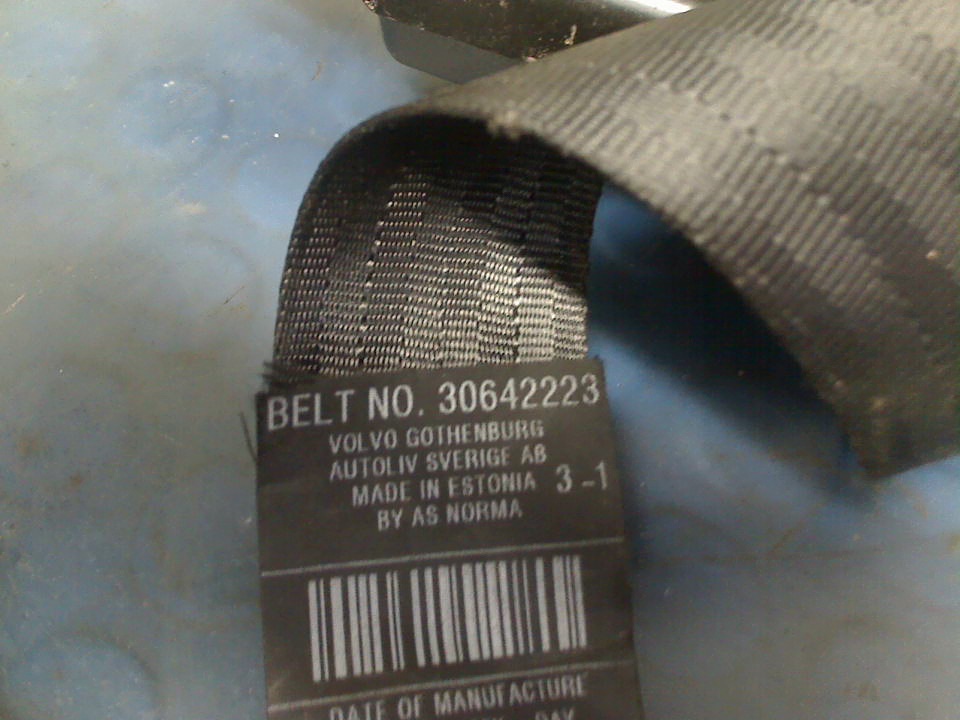 BELT NO. 30642223
VOLVO GOTHENBURG
AUTOLIV SVERIGE AB
MADE IN ESTONIA 3-1
BY AS NORMA
DATE OF MANUFACTURE
DAY